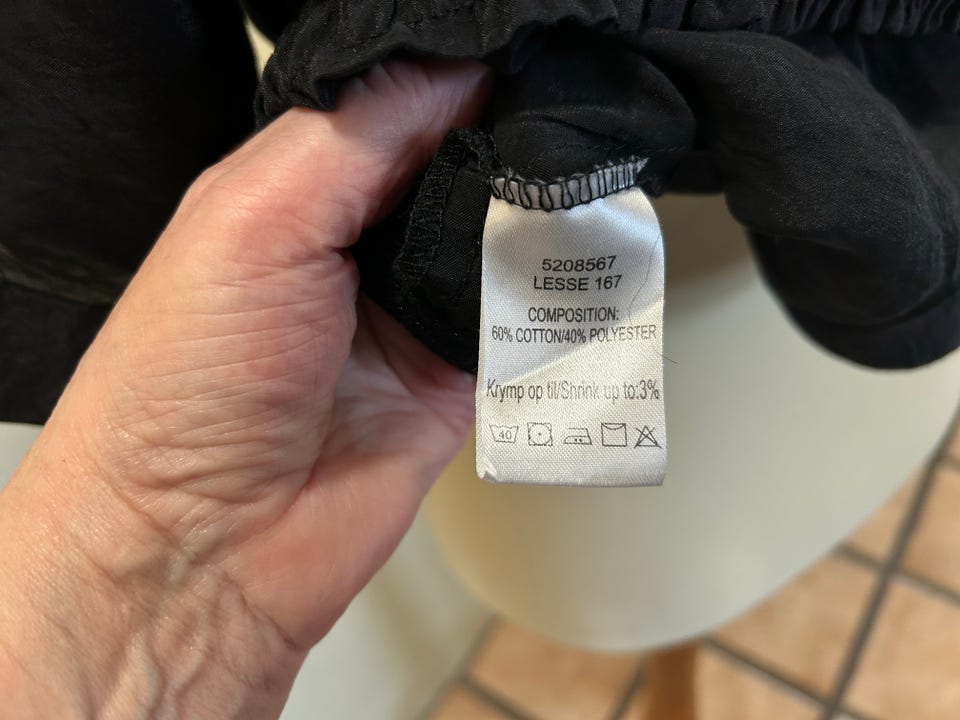 5208567
LESSE 167
COMPOSITION:
60% COTTON/40% POLYESTER
Krymp op til/Shrink up to:3%
40